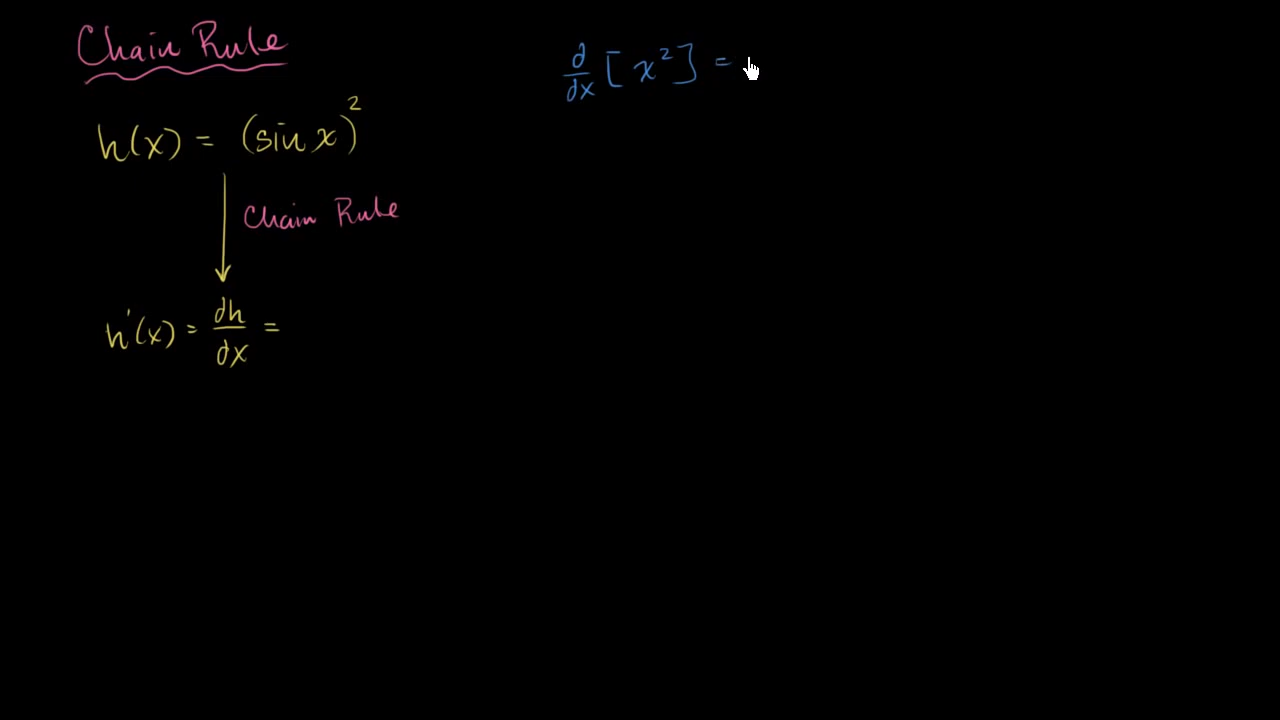 Chain Rule
d/dx [x²] =
h(x) = (sin x)²
Chain Rule
h'(x) = dh/dx =